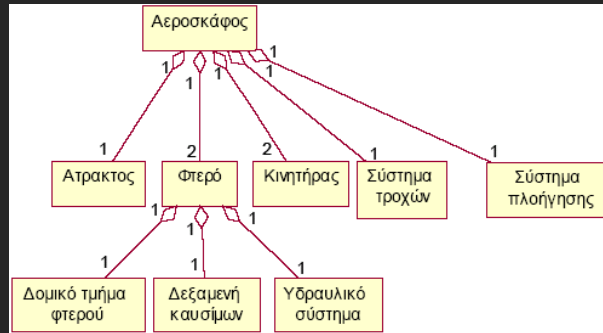 Αεροσκάφος
1 1 1 1 1
1 2 2 1 1
Ατρακτος
Φτερό
Κινητήρας
Σύστημα
τροχών
Σύστημα
πλοήγησης
1 1 1
1 1 1
Δομικό τμήμα
φτερού
Δεξαμενή
καυσίμων
Υδραυλικό
σύστημα